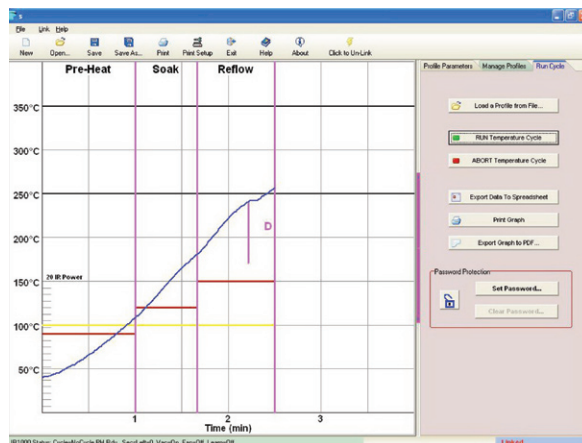 File Link Help
New Open... Save Save As... Print Print Setup Exit Help About Click to Un-Link
Pre-Heat Soak Reflow
350°C
300°C
250°C
200°C
150°C
100°C
50°C
20 IR Power
D
1 2 3
Time (min)
Profile Parameters Manage Profiles Run Cycle
Load a Profile from File...
RUN Temperature Cycle
ABORT Temperature Cycle
Export Data To Spreadsheet
Print Graph
Export Graph to PDF...
Password Protection
Set Password...
Clear Password...
Linked